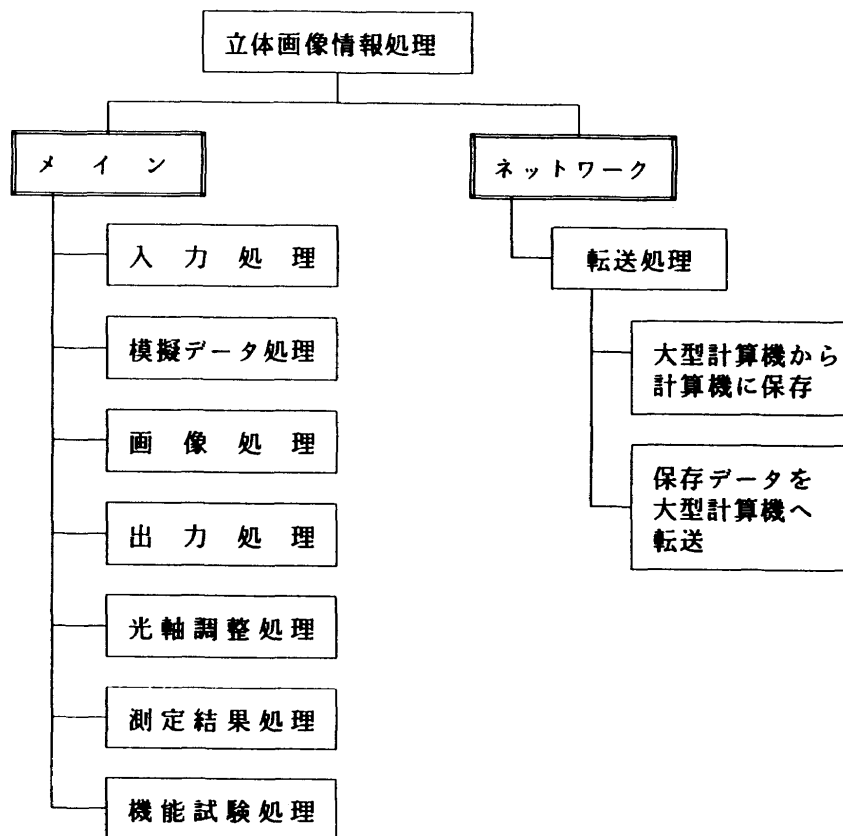 立体画像情報処理
メイン
ネットワーク
入力処理
模擬データ処理
画像処理
出力処理
光軸調整処理
測定結果処理
機能試験処理
転送処理
大型計算機から
計算機に保存
保存データを
大型計算機へ
転送